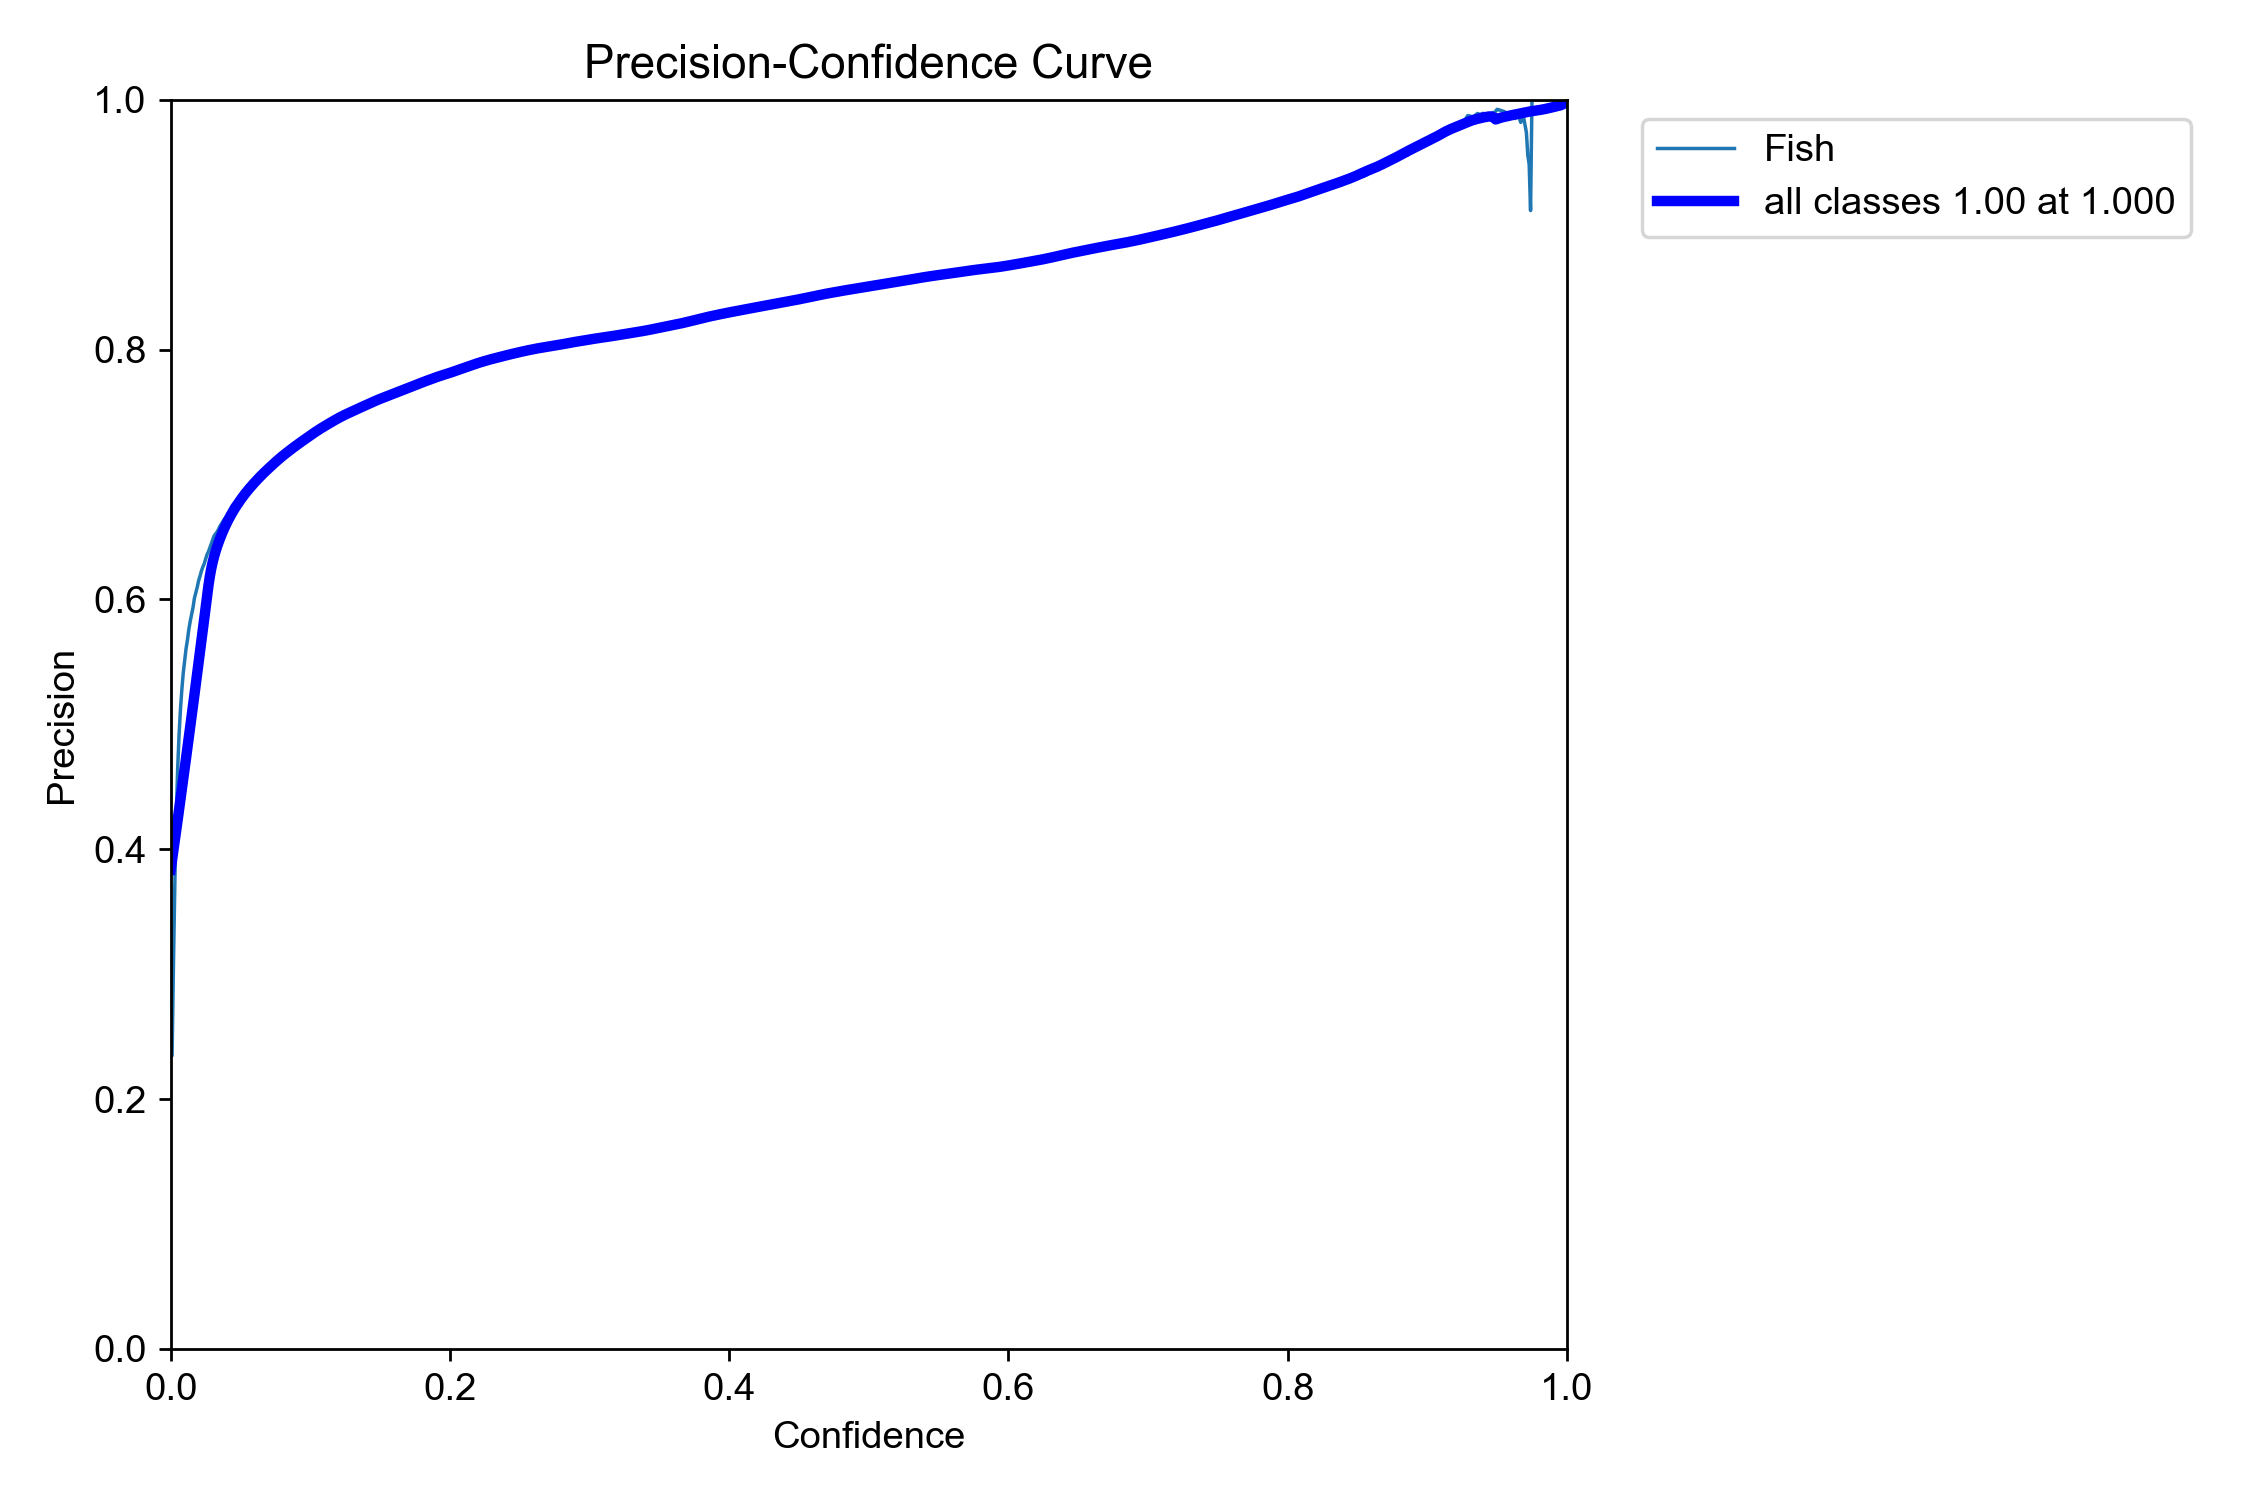 Precision-Confidence Curve
1.0
0.8
0.6
0.4
0.2
0.0
Precision
0.0 0.2 0.4 0.6 0.8 1.0
Confidence
Fish
all classes 1.00 at 1.000